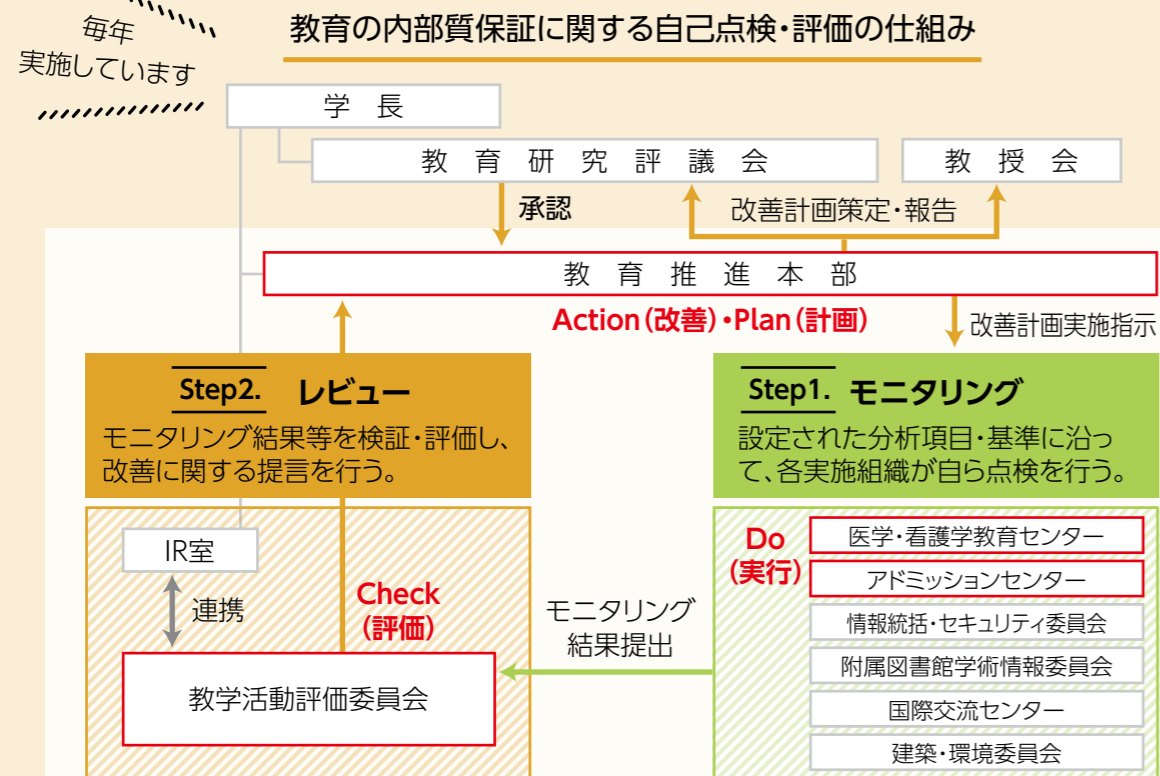 毎年
実施しています
教育の内部質保証に関する自己点検・評価の仕組み
学長
教育研究評議会
教授会
承認
改善計画策定・報告
教育推進本部
Action(改善)・Plan(計画)
改善計画実施指示
Step2. レビュー
モニタリング結果等を検証・評価し、
改善に関する提言を行う。
Step1. モニタリング
設定された分析項目・基準に沿っ
て、各実施組織が自ら点検を行う。
IR室
連携
Check
(評価)
教学活動評価委員会
モニタリング
結果提出
Do
(実行)
医学・看護学教育センター
アドミッションセンター
情報統括・セキュリティ委員会
附属図書館学術情報委員会
国際交流センター
建築・環境委員会